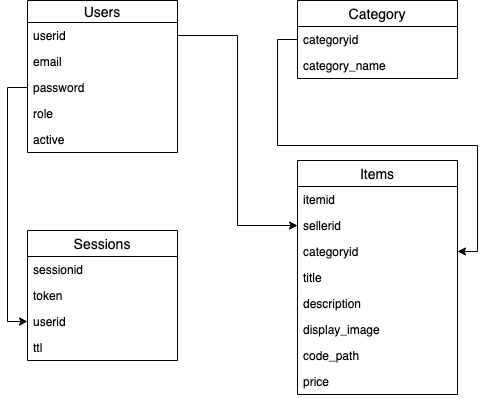 Users
userid
email
password
role
active
Category
categoryid
category_name
Sessions
sessionid
token
userid
ttl
Items
itemid
sellerid
categoryid
title
description
display_image
code_path
price